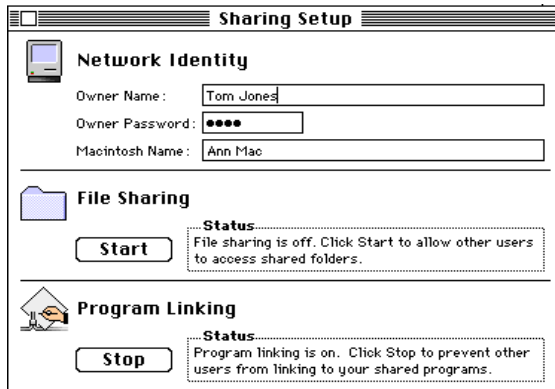 Sharing Setup
Network Identity
Owner Name: Tom Jones
Owner Password: ●●●●
Macintosh Name: Ann Mac
File Sharing
Status
Start
File sharing is off. Click Start to allow other users
to access shared folders.
Program Linking
Status
Stop
Program linking is on. Click Stop to prevent other
users from linking to your shared programs.